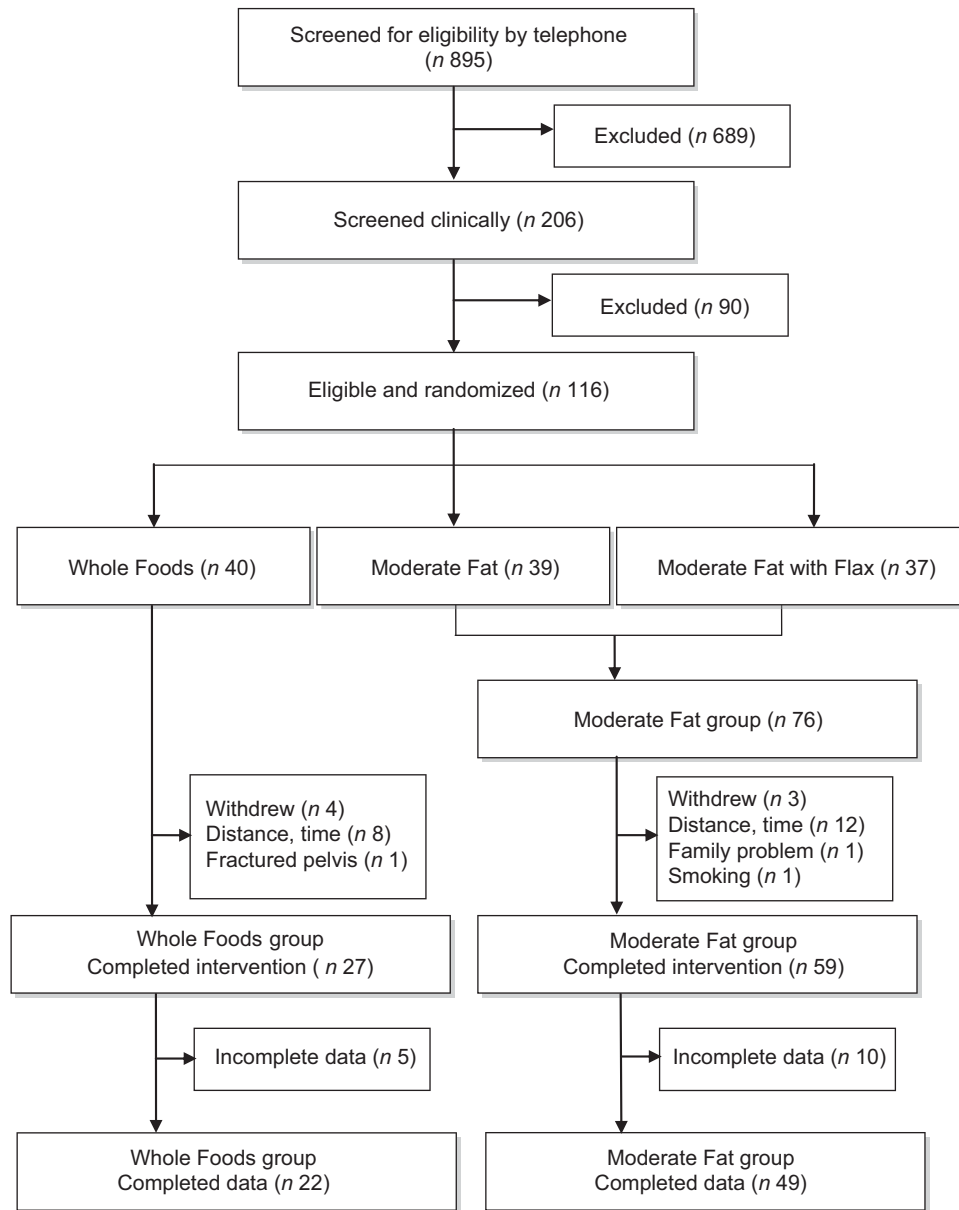 Screened for eligibility by telephone
(n 895)
Excluded (n 689)
Screened clinically (n 206)
Excluded (n 90)
Eligible and randomized (n 116)
Whole Foods (n 40)
Moderate Fat (n 39)
Moderate Fat with Flax (n 37)
Moderate Fat group (n 76)
Withdrew (n 4)
Distance, time (n 8)
Fractured pelvis (n 1)
Withdrew (n 3)
Distance, time (n 12)
Family problem (n 1)
Smoking (n 1)
Whole Foods group
Completed intervention ( n 27)
Moderate Fat group
Completed intervention (n 59)
Incomplete data (n 5)
Incomplete data (n 10)
Whole Foods group
Completed data (n 22)
Moderate Fat group
Completed data (n 49)